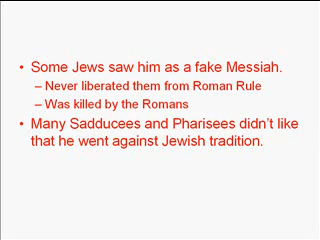 • Some Jews saw him as a fake Messiah.
– Never liberated them from Roman Rule
– Was killed by the Romans
• Many Sadducees and Pharisees didn't like
that he went against Jewish tradition.